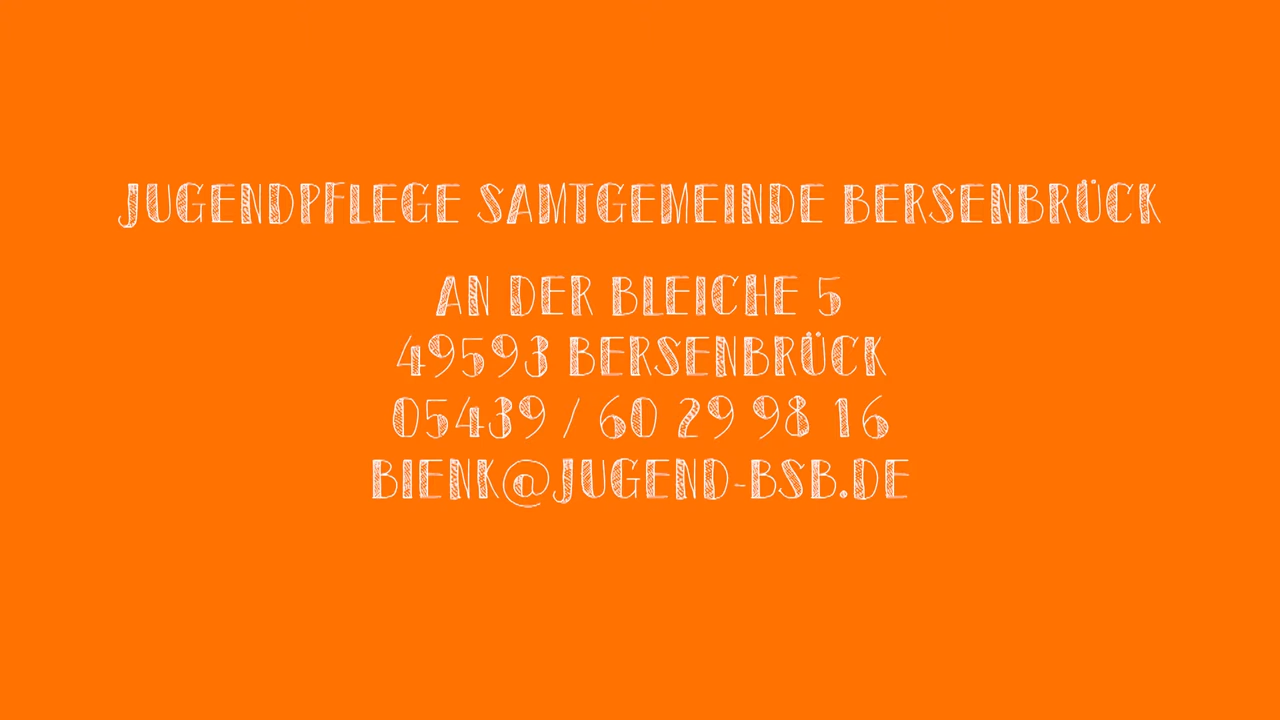 JUGENDPFLEGE SAMTGEMEINDE BERSENBRÜCK
AN DER BLEICHE 5
49593 BERSENBRÜCK
05439 / 60 29 98 16
BIENK@JUGEND-BSB.DE